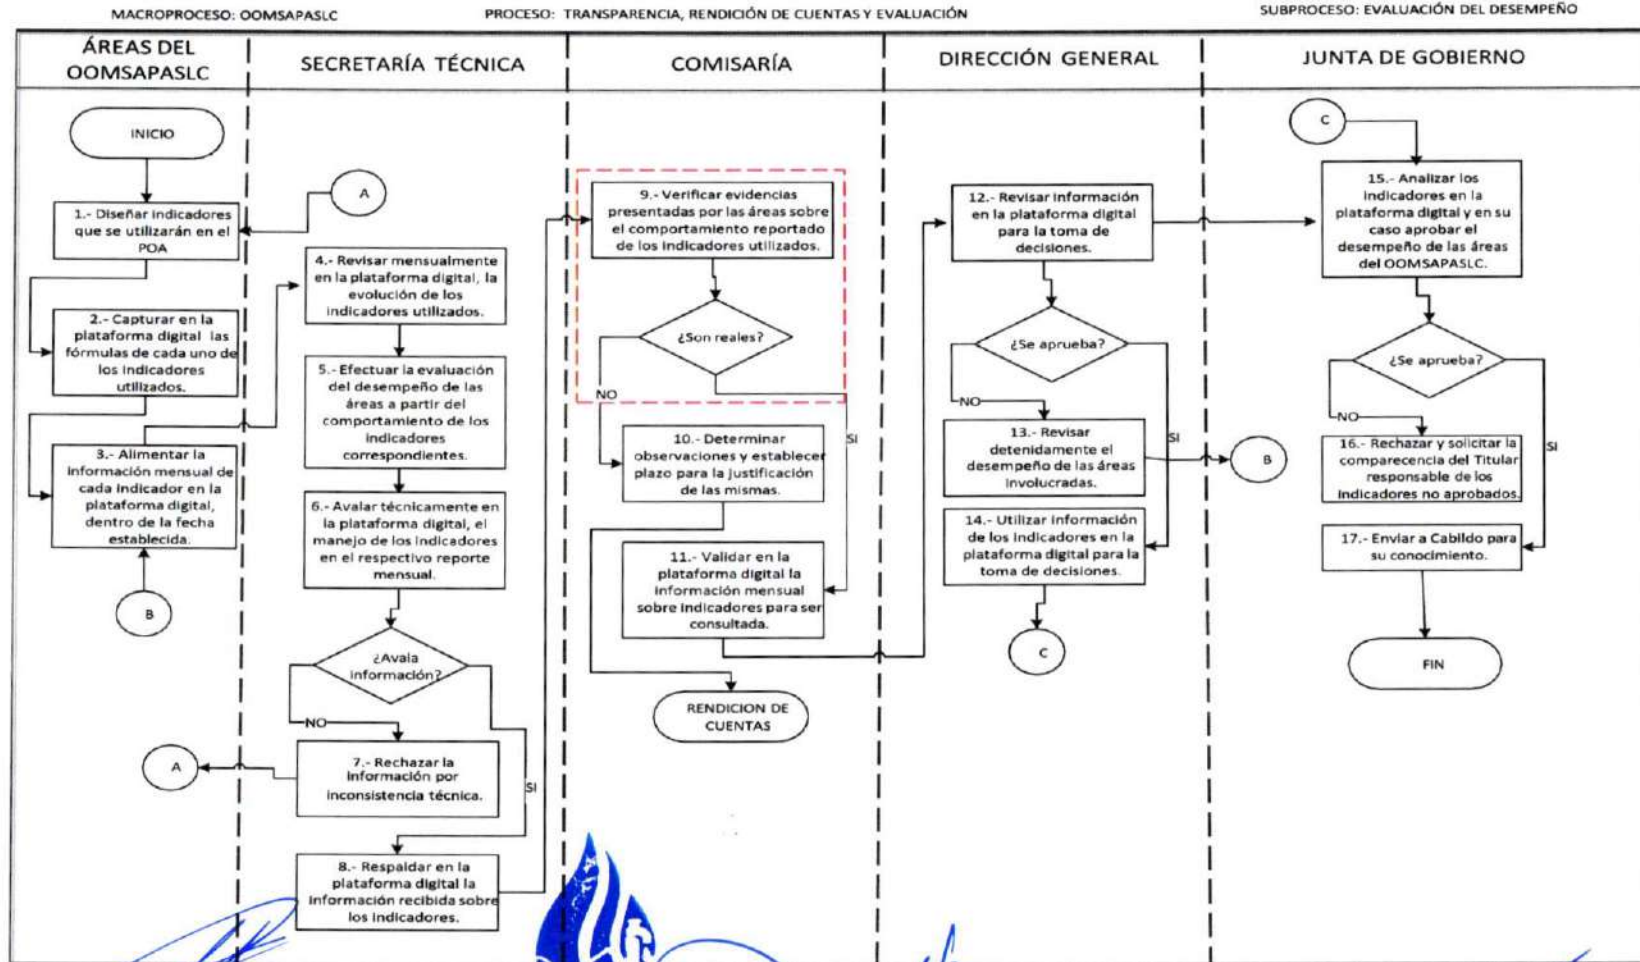 MACROPROCESO: OOMSAPASLC
PROCESO: TRANSPARENCIA, RENDICIÓN DE CUENTAS Y EVALUACIÓN
SUBPROCESO: EVALUACIÓN DEL DESEMPEÑO
ÁREAS DEL
OOMSAPASLC
SECRETARÍA TÉCNICA
COMISARÍA
DIRECCIÓN GENERAL
JUNTA DE GOBIERNO
INICIO
A
1.- Diseñar indicadores
que se utilizarán en el
POA
2.- Capturar en la
plataforma digital las
fórmulas de cada uno de
los indicadores
utilizados.
3.- Alimentar la
información mensual de
cada indicador en la
plataforma digital,
dentro de la fecha
establecida.
B
4.- Revisar mensualmente
en la plataforma digital, la
evolución de los
indicadores utilizados.
5.- Efectuar la evaluación
del desempeño de las
áreas a partir del
comportamiento de los
indicadores
correspondientes.
6.- Avalar técnicamente en
la plataforma digital, el
manejo de los indicadores
en el respectivo reporte
mensual.
¿Avala
información?
NO
SI
7.- Rechazar la
información por
inconsistencia técnica.
A
8.- Respaldar en la
plataforma digital la
información recibida sobre
los indicadores.
9.- Verificar evidencias
presentadas por las áreas sobre
el comportamiento reportado
de los indicadores utilizados.
¿Son reales?
NO
SI
10.- Determinar
observaciones y establecer
plazo para la justificación
de las mismas.
11.- Validar en la
plataforma digital la
información mensual
sobre indicadores para ser
consultada.
RENDICION DE
CUENTAS
12.- Revisar información
en la plataforma digital
para la toma de
decisiones.
¿Se aprueba?
NO
SI
13.- Revisar
detenidamente el
desempeño de las áreas
involucradas.
B
14.- Utilizar información
de los indicadores en la
plataforma digital para la
toma de decisiones.
C
C
15.- Analizar los
indicadores en la
plataforma digital y en su
caso aprobar el
desempeño de las áreas
del OOMSAPASLC.
¿Se aprueba?
NO
SI
16.- Rechazar y solicitar la
comparecencia del Titular
responsable de los
indicadores no aprobados.
17.- Enviar a Cabildo para
su conocimiento.
FIN